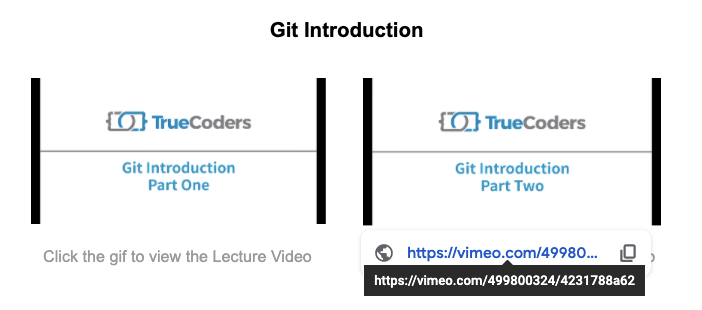 Git Introduction
TrueCoders
Git Introduction
Part One
TrueCoders
Git Introduction
Part Two
Click the gif to view the Lecture Video
https://vimeo.com/49980...
o
https://vimeo.com/499800324/4231788a62